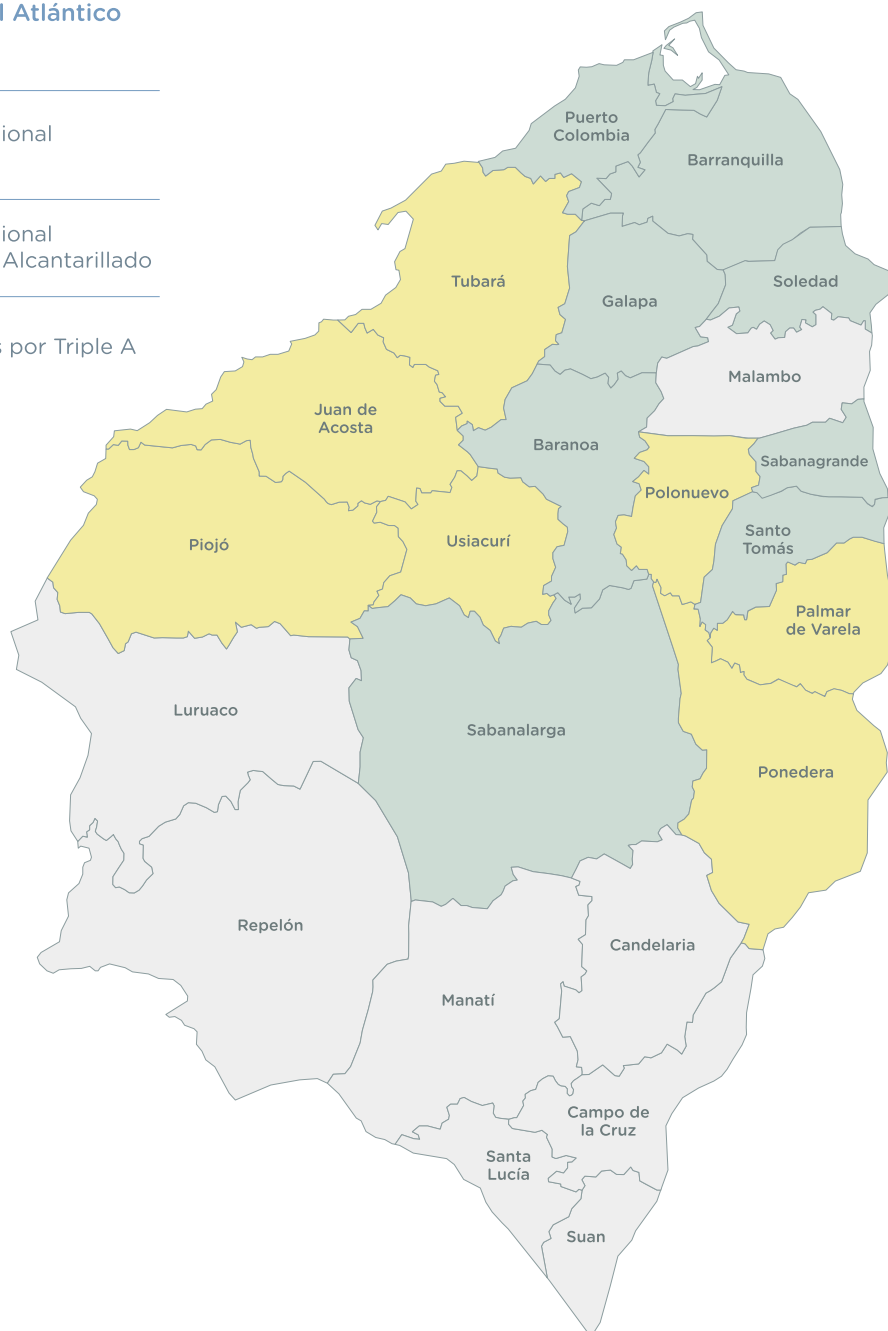 l Atlántico
ional
ional
Alcantarillado
s por Triple A
Puerto
Colombia
Barranquilla
Tubará
Galapa
Soledad
Malambo
Juan de
Acosta
Baranoa
Sabanagrande
Polonuevo
Piojó
Usiacurí
Santo
Tomás
Palmar
de Varela
Luruaco
Sabanalarga
Ponedera
Repelón
Candelaria
Manatí
Campo de
la Cruz
Santa
Lucía
Suan